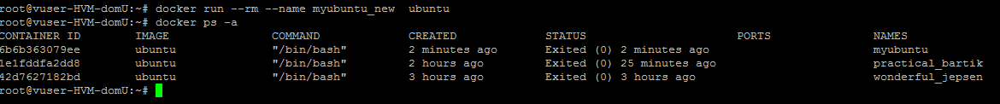 root@vuser-HVM-domU:~# docker run --rm --name myubuntu_new  ubuntu
root@vuser-HVM-domU:~# docker ps -a
CONTAINER ID        IMAGE               COMMAND             CREATED             STATUS                      PORTS               NAMES
6b6b363079ee        ubuntu              "/bin/bash"         2 minutes ago       Exited (0) 2 minutes ago                        myubuntu
1e1fddfa2dd8        ubuntu              "/bin/bash"         2 hours ago         Exited (0) 25 minutes ago                       practical_bartik
42d7627182bd        ubuntu              "/bin/bash"         3 hours ago         Exited (0) 3 hours ago                          wonderful_jepsen
root@vuser-HVM-domU:~#